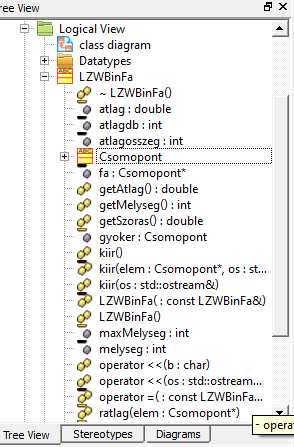 Tree View
Logical View
class diagram
Datatypes
LZWBinFa
~ LZWBinFa()
atlag : double
atlagdb : int
atlagosszeg : int
Csomopont
fa : Csomopont*
getAtlag() : double
getMelyseg() : int
getSzoras() : double
gyoker : Csomopont
kiir()
kiir(elem : Csomopont*, os : st...
kiir(os : std::ostream&)
LZWBinFa( : const LZWBinFa&)
LZWBinFa()
maxMelyseg : int
melyseg : int
operator <<(b : char)
operator <<(os : std::ostream...
operator =( : const LZWBinFa...
ratlag(elem : Csomopont*)
- opera
Tree View Stereotypes Diagrams